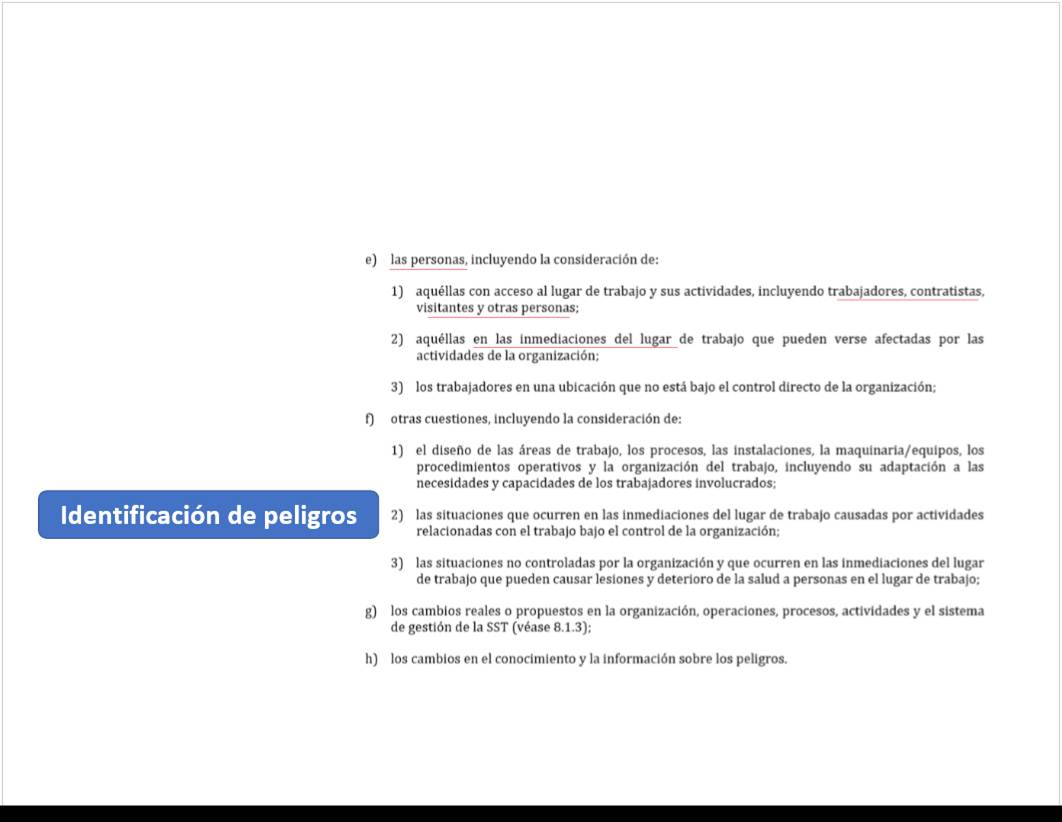 e) las personas, incluyendo la consideración de:
1) aquéllas con acceso al lugar de trabajo y sus actividades, incluyendo trabajadores, contratistas,
visitantes y otras personas;
2) aquéllas en las inmediaciones del lugar de trabajo que pueden verse afectadas por las
actividades de la organización;
3) los trabajadores en una ubicación que no está bajo el control directo de la organización;
f) otras cuestiones, incluyendo la consideración de:
1) el diseño de las áreas de trabajo, los procesos, las instalaciones, la maquinaria/equipos, los
procedimientos operativos y la organización del trabajo, incluyendo su adaptación a las
necesidades y capacidades de los trabajadores involucrados;
Identificación de peligros
2) las situaciones que ocurren en las inmediaciones del lugar de trabajo causadas por actividades
relacionadas con el trabajo bajo el control de la organización;
3) las situaciones no controladas por la organización y que ocurren en las inmediaciones del lugar
de trabajo que pueden causar lesiones y deterioro de la salud a personas en el lugar de trabajo;
g) los cambios reales o propuestos en la organización, operaciones, procesos, actividades y el sistema
de gestión de la SST (véase 8.1.3);
h) los cambios en el conocimiento y la información sobre los peligros.